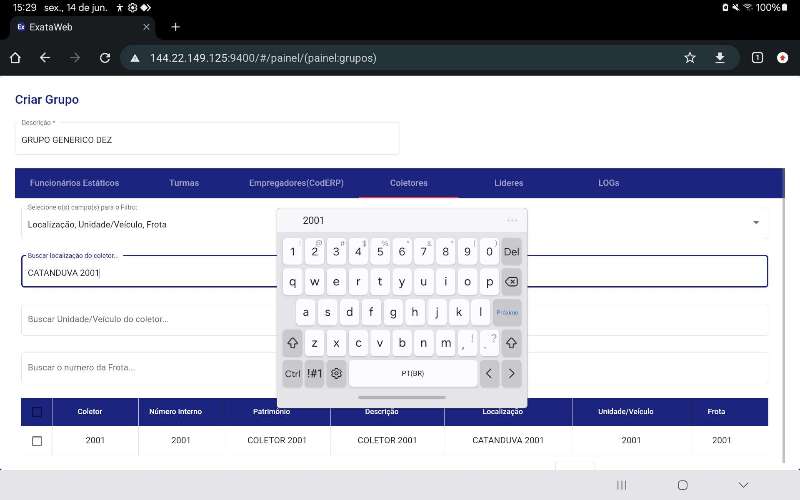 15:29 sex., 14 de jun. 100%
Ex ExataWeb
144.22.149.125:9400/#/painel/(painel:grupos)
1
Criar Grupo
Descrição *
GRUPO GENERICO DEZ
Funcionários Estáticos Turmas Empregadores(CodERP) Coletores Líderes LOGs
Selecione o(s) campo(s) para o Filtro:
Localização, Unidade/Veículo, Frota
Buscar localização do coletor...
CATANDUVA 2001
Buscar Unidade/Veículo do coletor...
Buscar o numero da Frota...
2001 ...
1 2 3 4 5 6 7 8 9 0 Del
q w e r t y u i o p
a s d f g h j k l Próximo
z x c v b n m , ! . ?
Ctrl !#1 PT(BR) < >
Coletor Número Interno Patrimônio Descrição Localização Unidade/Veículo Frota
2001 2001 COLETOR 2001 COLETOR 2001 CATANDUVA 2001 2001 2001